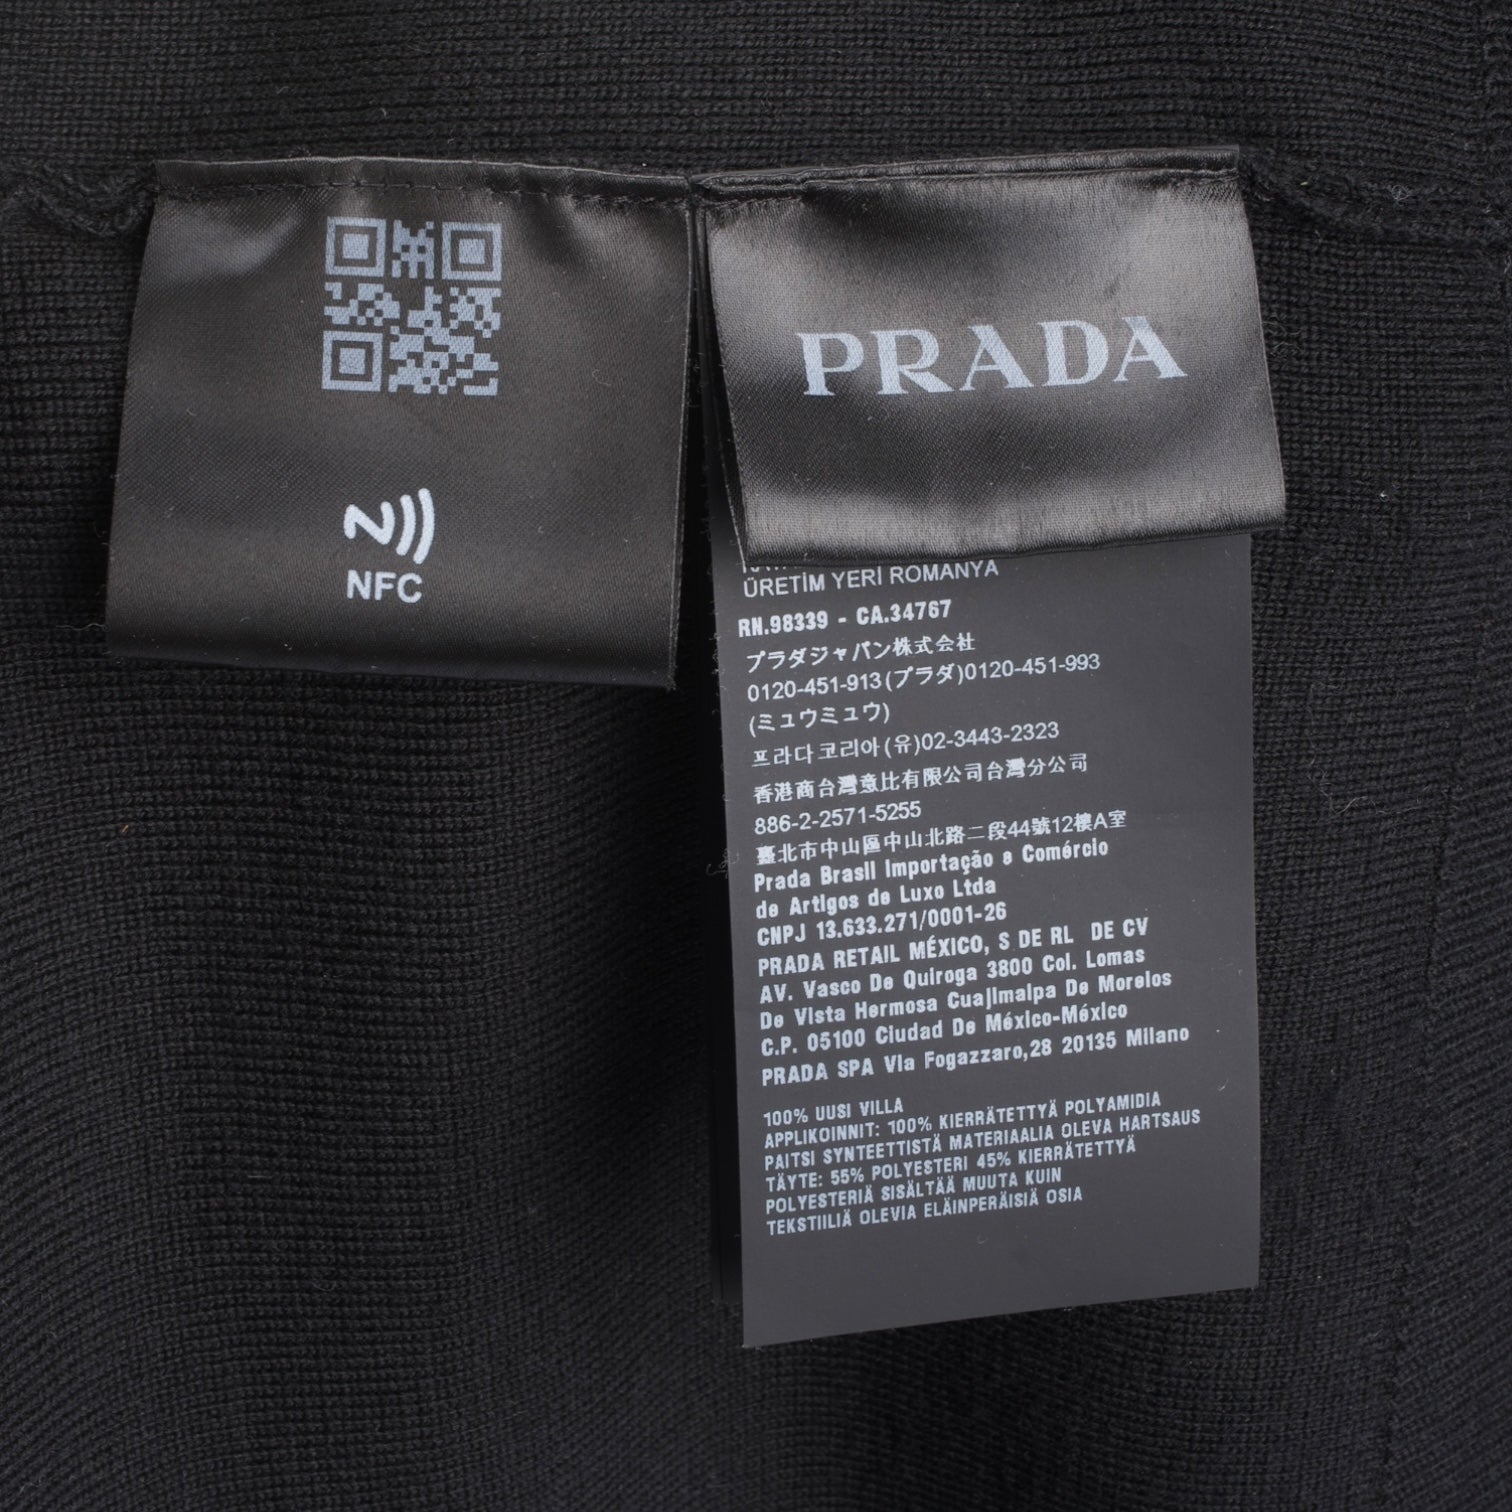 NFC
PRADA
ÜRETİM YERİ ROMANYA
RN.98339 - CA.34767
プラダジャパン株式会社
0120-451-913(プラダ)0120-451-993
(ミュウミュウ)
프라다코리아(유)02-3443-2323
香港商台灣意比有限公司台灣分公司
886-2-2571-5255
臺北市中山區中山北路二段44號12樓A室
Prada Brasil Importação e Comércio
de Artigos de Luxo Ltda
CNPJ 13.633.271/0001-26
PRADA RETAIL MÉXICO, S DE RL DE CV
AV. Vasco De Quiroga 3800 Col. Lomas
De Vista Hermosa Cuajimalpa De Morelos
C.P. 05100 Ciudad De México-México
PRADA SPA Via Fogazzaro,28 20135 Milano
100% UUSI VILLA
APPLIKOINNIT: 100% KIERRÄTETTYÄ POLYAMIDIA
PAITSI SYNTEETTISTÄ MATERIAALIA OLEVA HARTSAUS
TÄYTE: 55% POLYESTERI 45% KIERRÄTETTYÄ
POLYESTERIÄ SISÄLTÄÄ MUUTA KUIN
TEKSTIILIÄ OLEVIA ELÄINPERÄISIÄ OSIA